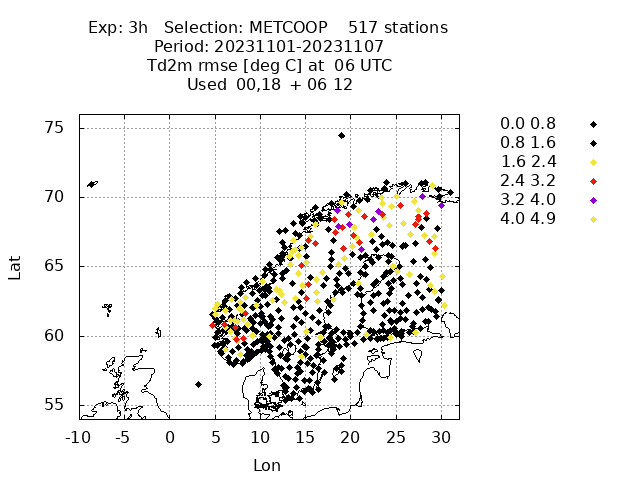 Exp: 3h   Selection: METCOOP    517 stations
Period: 20231101-20231107
Td2m rmse [deg C] at  06 UTC
Used  00,18  + 06 12
0.0 0.8
0.8 1.6
1.6 2.4
2.4 3.2
3.2 4.0
4.0 4.9
75
70
65
60
55
Lat
-10 -5 0 5 10 15 20 25 30
Lon